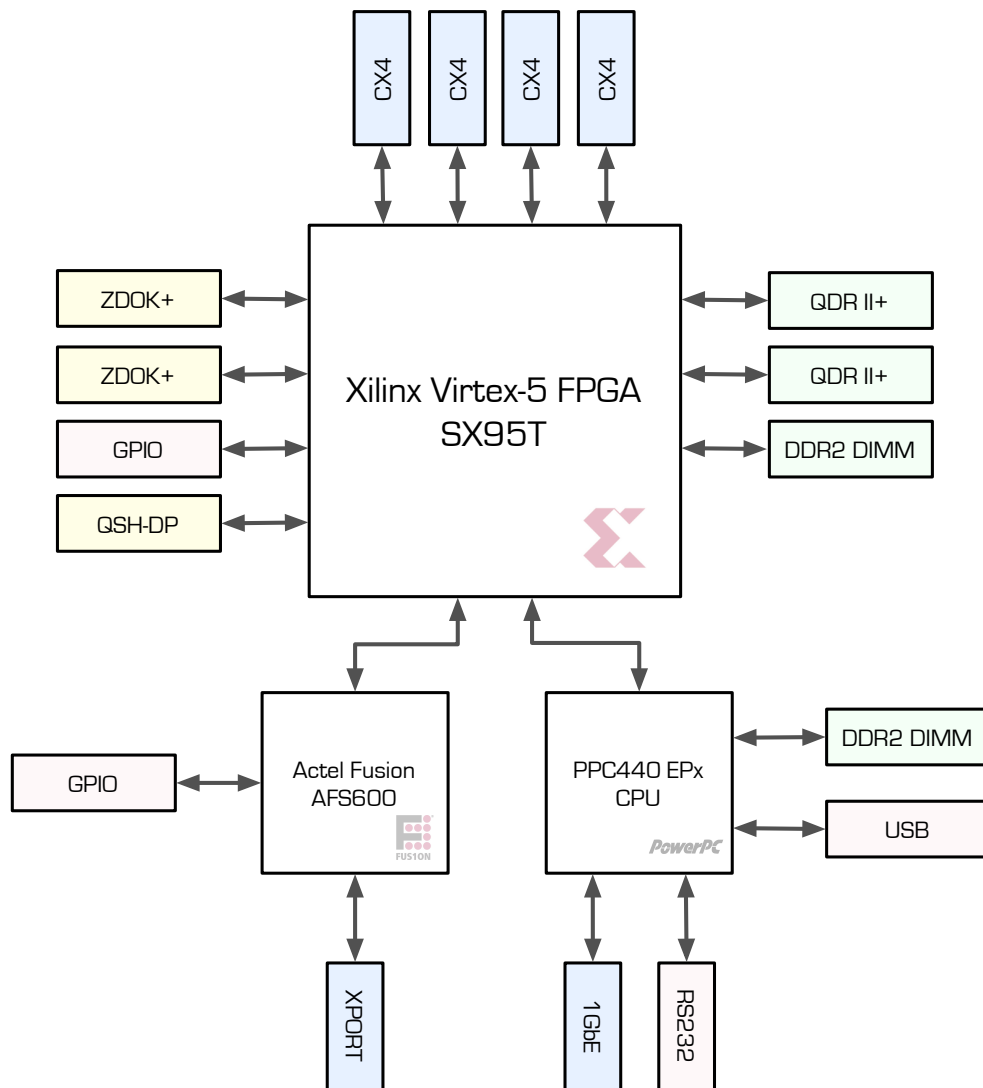 CX4
CX4
CX4
CX4
ZDOK+
ZDOK+
GPIO
QSH-DP
Xilinx Virtex-5 FPGA
SX95T
QDR II+
QDR II+
DDR2 DIMM
GPIO
Actel Fusion
AFS600
FUS1ON
PPC440 EPx
CPU
PowerPC
DDR2 DIMM
USB
XPORT
1GbE
RS232